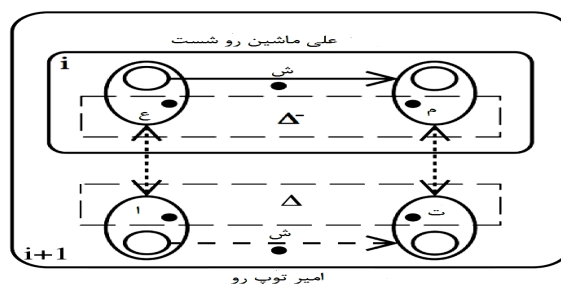 علی ماشین رو شست
i
ش
ع
م
Δ-
Δ
ا
ت
ش
i+1
امیر توپ رو